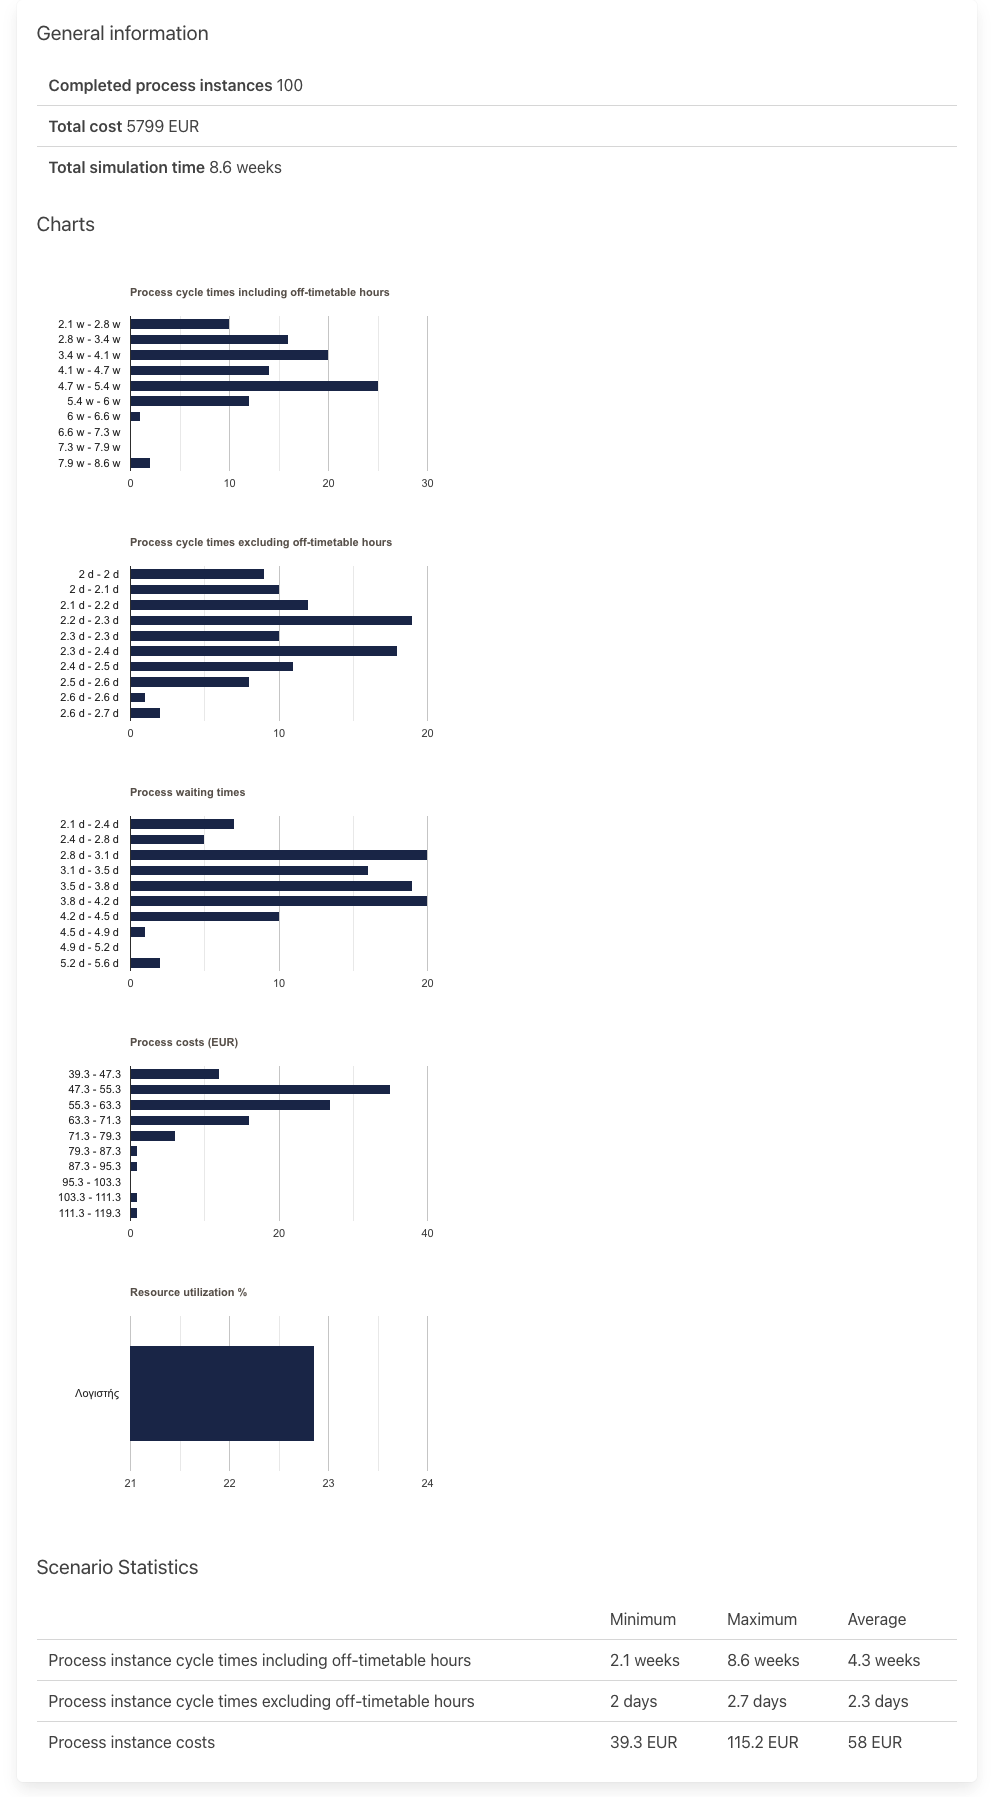 General information
Completed process instances 100
Total cost 5799 EUR
Total simulation time 8.6 weeks
Charts
Process cycle times including off-timetable hours
2.1 w - 2.8 w
2.8 w - 3.4 w
3.4 w - 4.1 w
4.1 w - 4.7 w
4.7 w - 5.4 w
5.4 w - 6 w
6 w - 6.6 w
6.6 w - 7.3 w
7.3 w - 7.9 w
7.9 w - 8.6 w
0 10 20 30
Process cycle times excluding off-timetable hours
2 d - 2 d
2 d - 2.1 d
2.1 d - 2.2 d
2.2 d - 2.3 d
2.3 d - 2.3 d
2.3 d - 2.4 d
2.4 d - 2.5 d
2.5 d - 2.6 d
2.6 d - 2.6 d
2.6 d - 2.7 d
0 10 20
Process waiting times
2.1 d - 2.4 d
2.4 d - 2.8 d
2.8 d - 3.1 d
3.1 d - 3.5 d
3.5 d - 3.8 d
3.8 d - 4.2 d
4.2 d - 4.5 d
4.5 d - 4.9 d
4.9 d - 5.2 d
5.2 d - 5.6 d
0 10 20
Process costs (EUR)
39.3 - 47.3
47.3 - 55.3
55.3 - 63.3
63.3 - 71.3
71.3 - 79.3
79.3 - 87.3
87.3 - 95.3
95.3 - 103.3
103.3 - 111.3
111.3 - 119.3
0 20 40
Resource utilization %
Λογιστής
21 22 23 24
Scenario Statistics
Minimum Maximum Average
Process instance cycle times including off-timetable hours 2.1 weeks 8.6 weeks 4.3 weeks
Process instance cycle times excluding off-timetable hours 2 days 2.7 days 2.3 days
Process instance costs 39.3 EUR 115.2 EUR 58 EUR